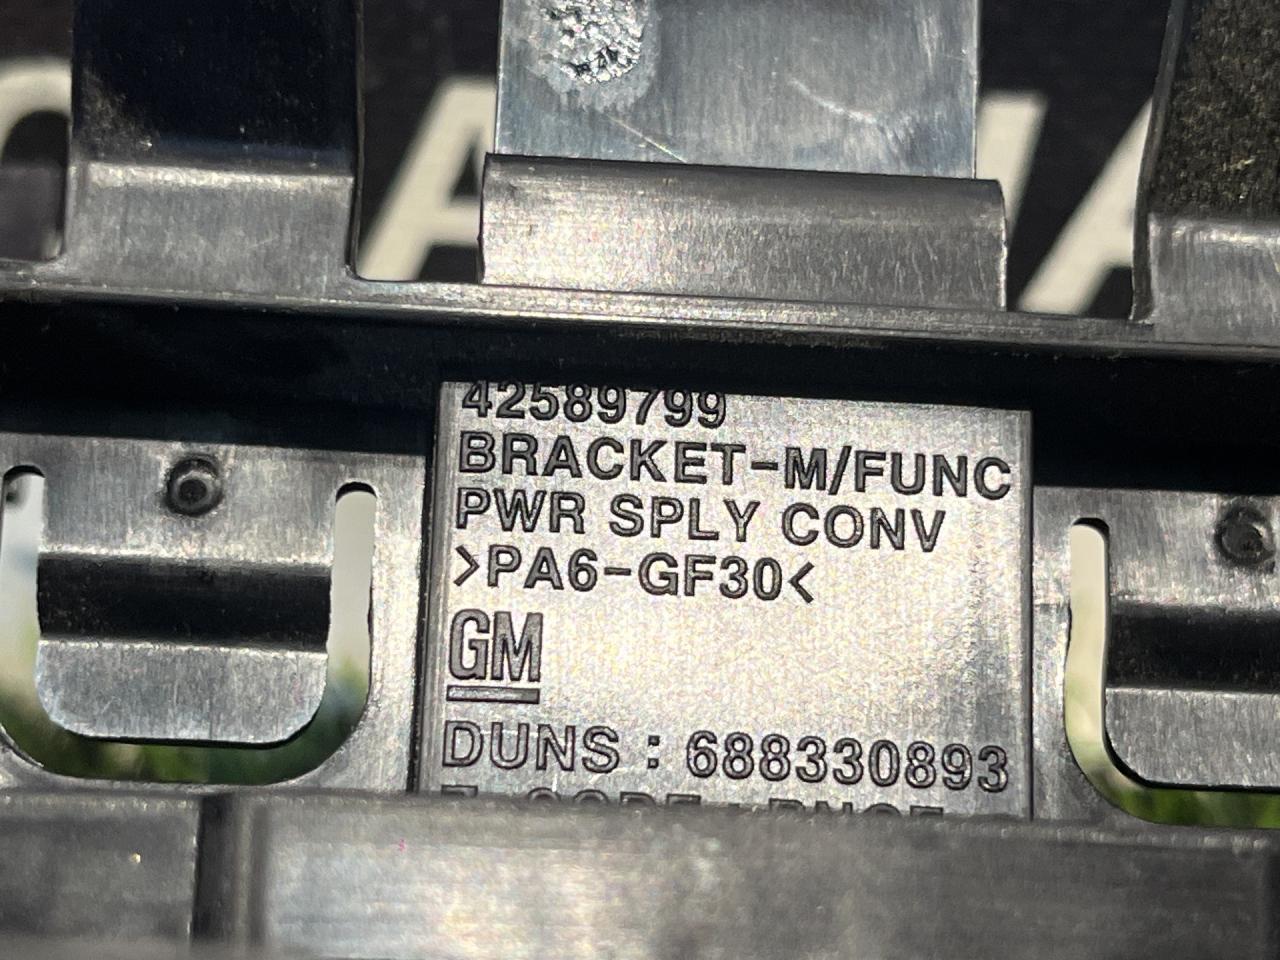 42589799
BRACKET-M/FUNC
PWR SPLY CONV
>PA6-GF30<
GM
DUNS : 688330893